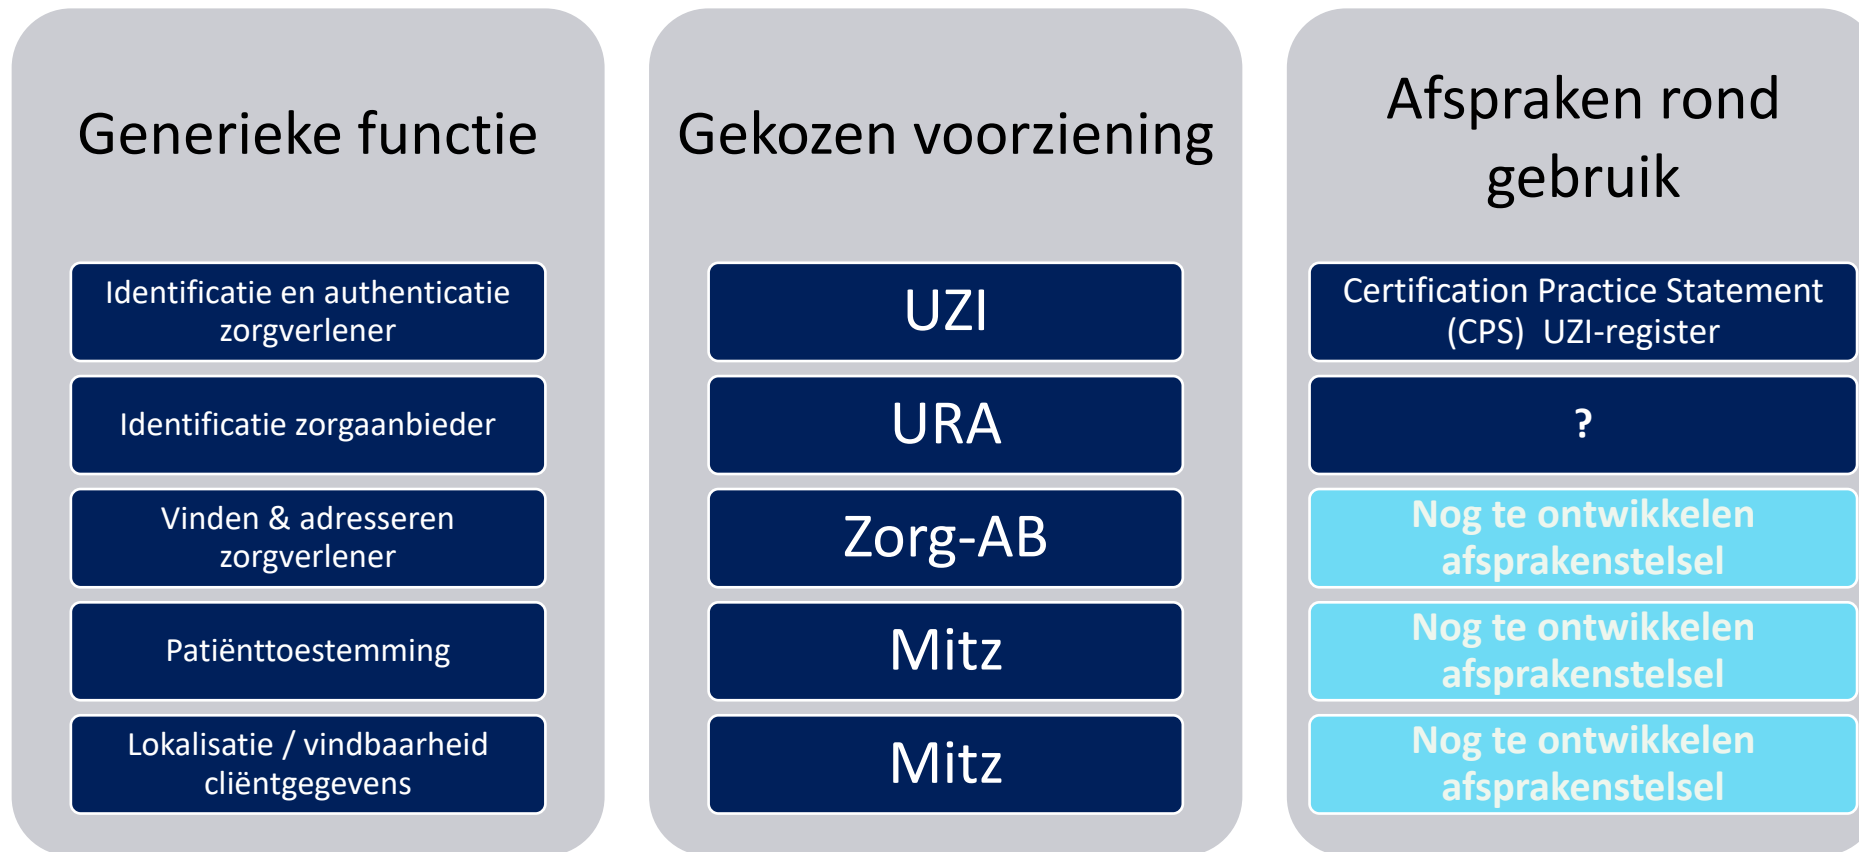 Generieke functie
Identificatie en authenticatie
zorgverlener
Identificatie zorgaanbieder
Vinden & adresseren
zorgverlener
Patiënttoestemming
Lokalisatie / vindbaarheid
cliëntgegevens
Gekozen voorziening
UZI
URA
Zorg-AB
Mitz
Mitz
Afspraken rond
gebruik
Certification Practice Statement
(CPS) UZI-register
?
Nog te ontwikkelen
afsprakenstelsel
Nog te ontwikkelen
afsprakenstelsel
Nog te ontwikkelen
afsprakenstelsel